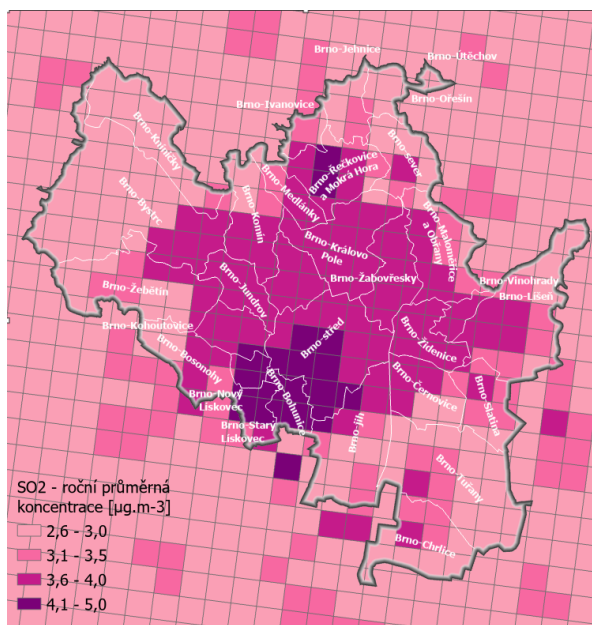 Brno-Jehnice
Brno-Útěchov
Brno-Ořešín
Brno-Ivanovice
Brno-sever
Brno-Kníničky
Brno-Řečkovice
a Mokrá Hora
Brno-Medlánky
Brno-Bystrc
Brno-Komín
Brno-Maloměřice
a Obřany
Brno-Královo
Pole
Brno-Žabovřesky
Brno-Vinohrady
Brno-Líšeň
Brno-Žebětín
Brno-Jundrov
Brno-Kohoutovice
Brno-střed
Brno-Židenice
Brno-Bosonohy
Brno-Černovice
Brno-Slatina
Brno-Nový
Lískovec
Brno-Bohunice
Brno-Starý
Lískovec
Brno-jih
Brno-Tuřany
Brno-Chrlice
SO2 - roční průměrná
koncentrace [µg.m-3]
2,6 - 3,0
3,1 - 3,5
3,6 - 4,0
4,1 - 5,0